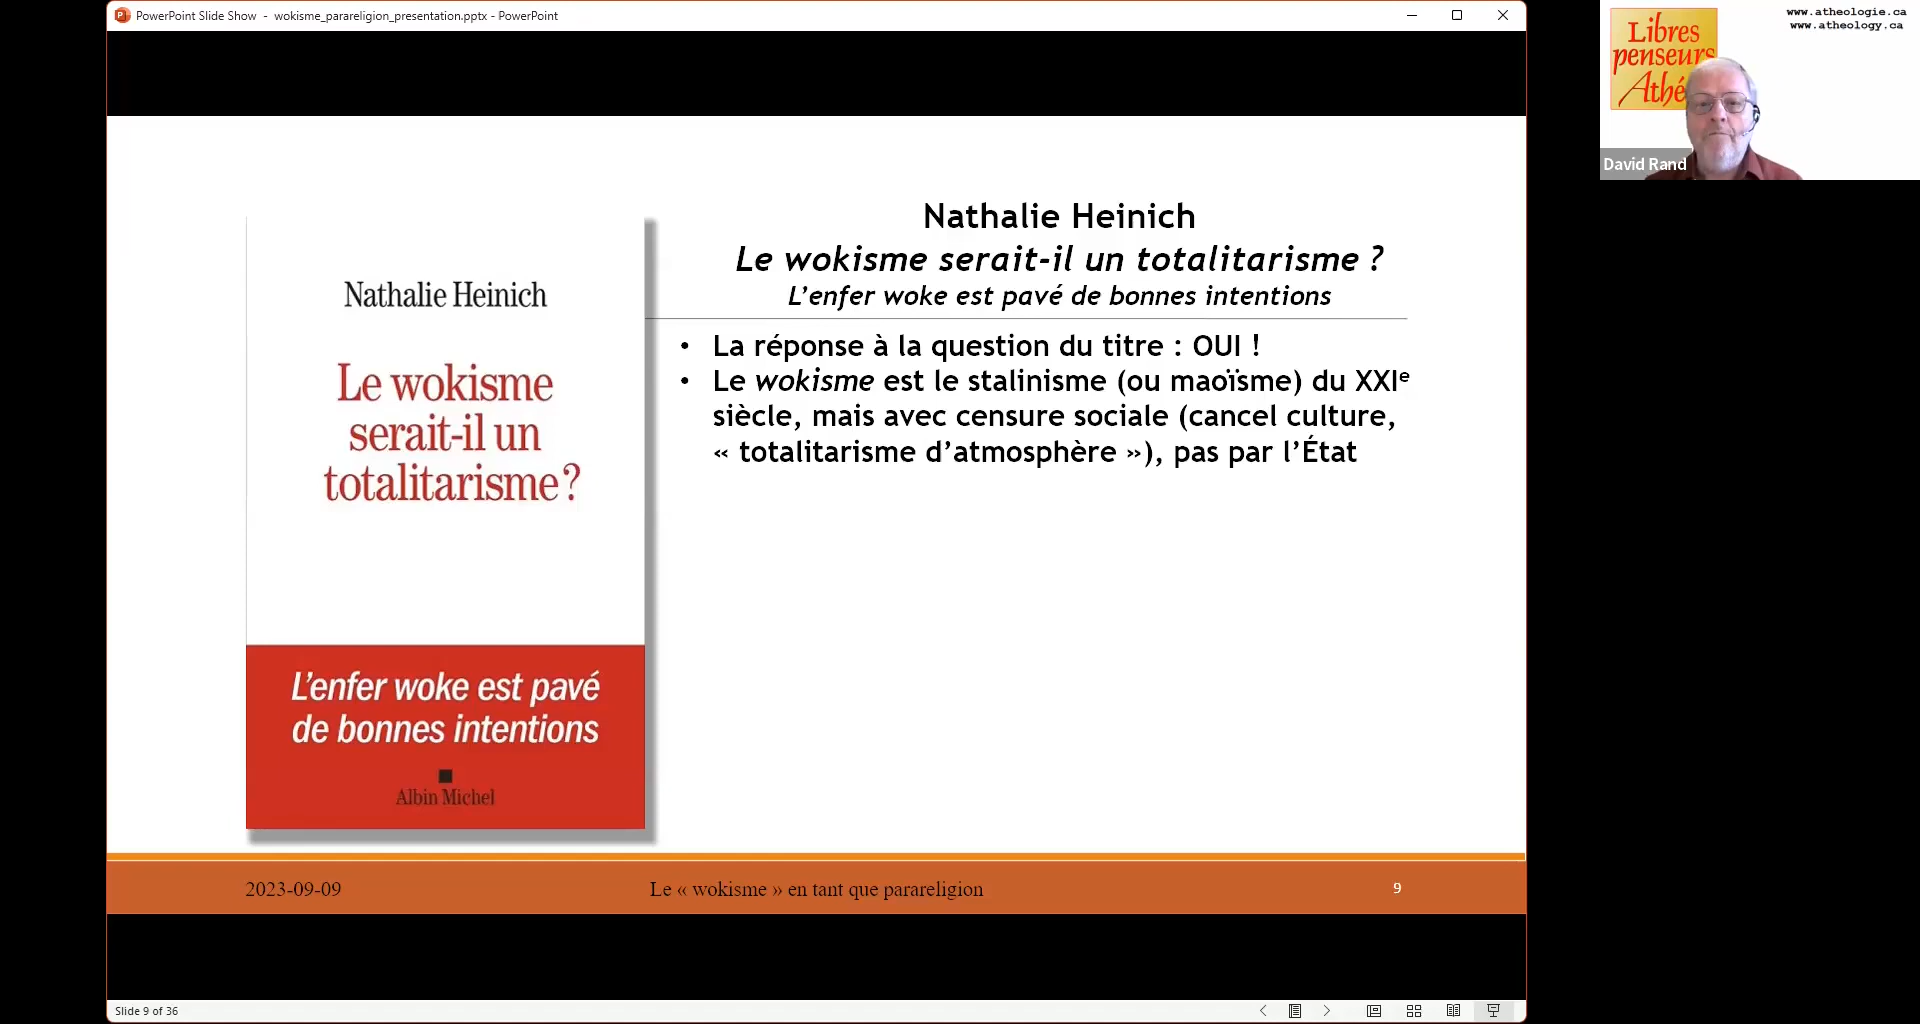 PowerPoint Slide Show - wokisme_parareligion_presentation.pptx - PowerPoint
www.atheologie.ca
www.atheology.ca
Libres
penseurs
Athé
David Rand
Nathalie Heinich
Le wokisme serait-il un totalitarisme ?
L'enfer woke est pavé de bonnes intentions
• La réponse à la question du titre : OUI !
• Le wokisme est le stalinisme (ou maoïsme) du XXIe
siècle, mais avec censure sociale (cancel culture,
« totalitarisme d'atmosphère »), pas par l'État
Nathalie Heinich
Le wokisme
serait-il un
totalitarisme ?
L'enfer woke est pavé
de bonnes intentions
Albin Michel
2023-09-09
Le « wokisme » en tant que parareligion
9
Slide 9 of 36